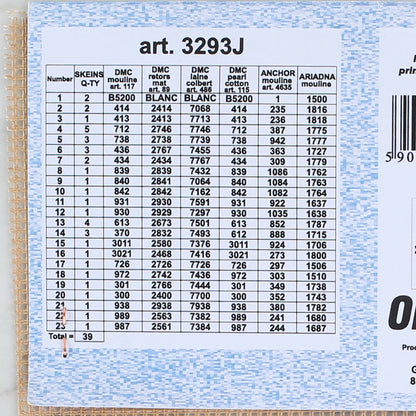 art. 3293J
Number SKEINS Q-TY DMC mouline art. 117 DMC retors mat art. 89 DMC laine colbert art. 486 DMC pearl cotton art. 115 ANCHOR mouline art. 4635 ARIADNA mouline
1 2 B5200 BLANC BLANC B5200 1 1500
2 2 414 2414 7068 414 235 1816
3 1 413 2413 7713 413 236 1818
4 5 712 2746 7746 712 387 1775
5 3 738 2738 7739 738 942 1777
6 3 436 2767 7455 436 363 1727
7 2 434 2434 7767 434 309 1779
8 1 839 2839 7432 839 1086 1762
9 1 840 2841 7064 840 1084 1763
10 1 842 2842 7162 842 1082 1764
11 1 931 2930 7591 931 922 1637
12 1 930 2929 7297 930 1035 1638
13 4 613 2673 7501 613 852 1787
14 3 370 2332 7493 612 888 1715
15 1 3011 2580 7376 3011 924 1706
16 1 3021 2468 7416 3021 273 1800
17 1 726 2726 7726 726 297 1506
18 1 972 2742 7436 972 303 1510
19 1 301 2766 7444 301 349 1738
20 1 300 2400 7700 300 352 1743
21 1 938 2938 7938 938 380 1782
22 1 989 2563 7382 989 241 1680
23 1 987 2561 7384 987 244 1687
Total = 39
5 90